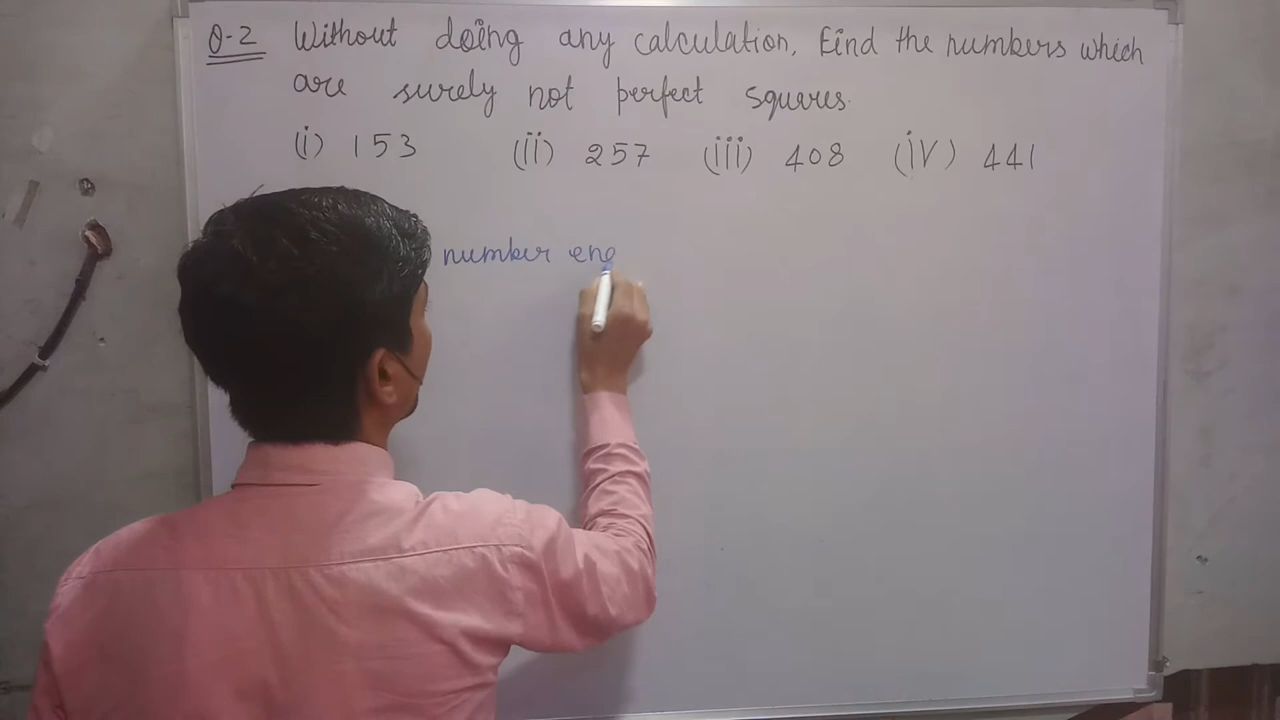 Q-2 Without doing any calculation, Find the numbers which
are surely not perfect squares.
(i) 153 (ii) 257 (iii) 408 (iv) 441
number end